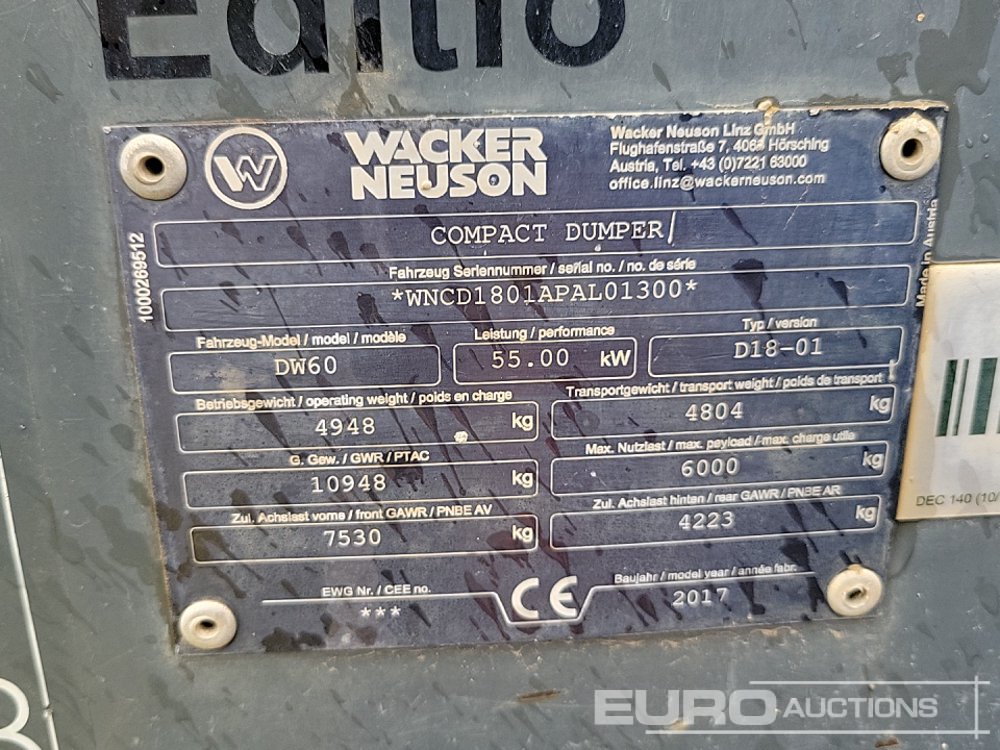 Editio
W
WACKER
NEUSON
Wacker Neuson Linz GmbH
Flughafenstraße 7, 4063 Hörsching
Austria, Tel. +43 (0)7221 63000
office.linz@wackerneuson.com
COMPACT DUMPER/
Fahrzeug Seriennummer / serial no. / no. de série
*WNCD1801APAL01300*
Fahrzeug-Model / model / modèle
DW60
Leistung / performance
55.00 kW
Typ / version
D18-01
Betriebsgewicht / operating weight / poids en charge
4948 kg
Transportgewicht / transport weight / poids de transport
4804 kg
G. Gew. / GWR / PTAC
10948 kg
Max. Nutzlast / max. payload / max. charge utile
6000 kg
Zul. Achslast vorne / front GAWR / PNBE AV
7530 kg
Zul. Achslast hinten / rear GAWR / PNBE AR
4223 kg
EWG Nr. / CEE no.
***
CE
Baujahr / model year / année fabr.
2017
1000269512
Made in Austria
DEC 140 (10/
EUROAUCTIONS